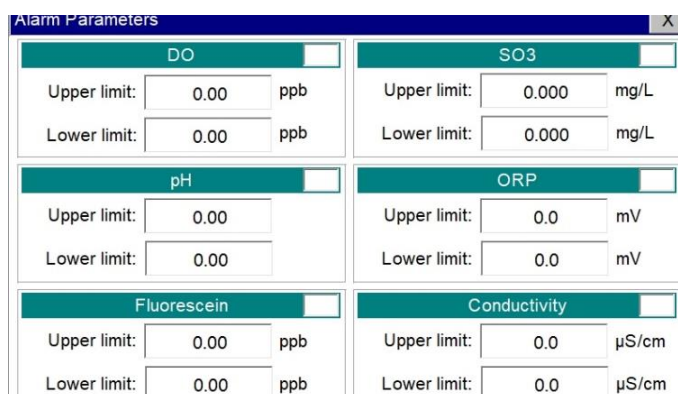 Alarm Parameters X
DO
Upper limit: 0.00 ppb
Lower limit: 0.00 ppb
SO3
Upper limit: 0.000 mg/L
Lower limit: 0.000 mg/L
pH
Upper limit: 0.00
Lower limit: 0.00
ORP
Upper limit: 0.0 mV
Lower limit: 0.0 mV
Fluorescein
Upper limit: 0.00 ppb
Lower limit: 0.00 ppb
Conductivity
Upper limit: 0.0 µS/cm
Lower limit: 0.0 µS/cm